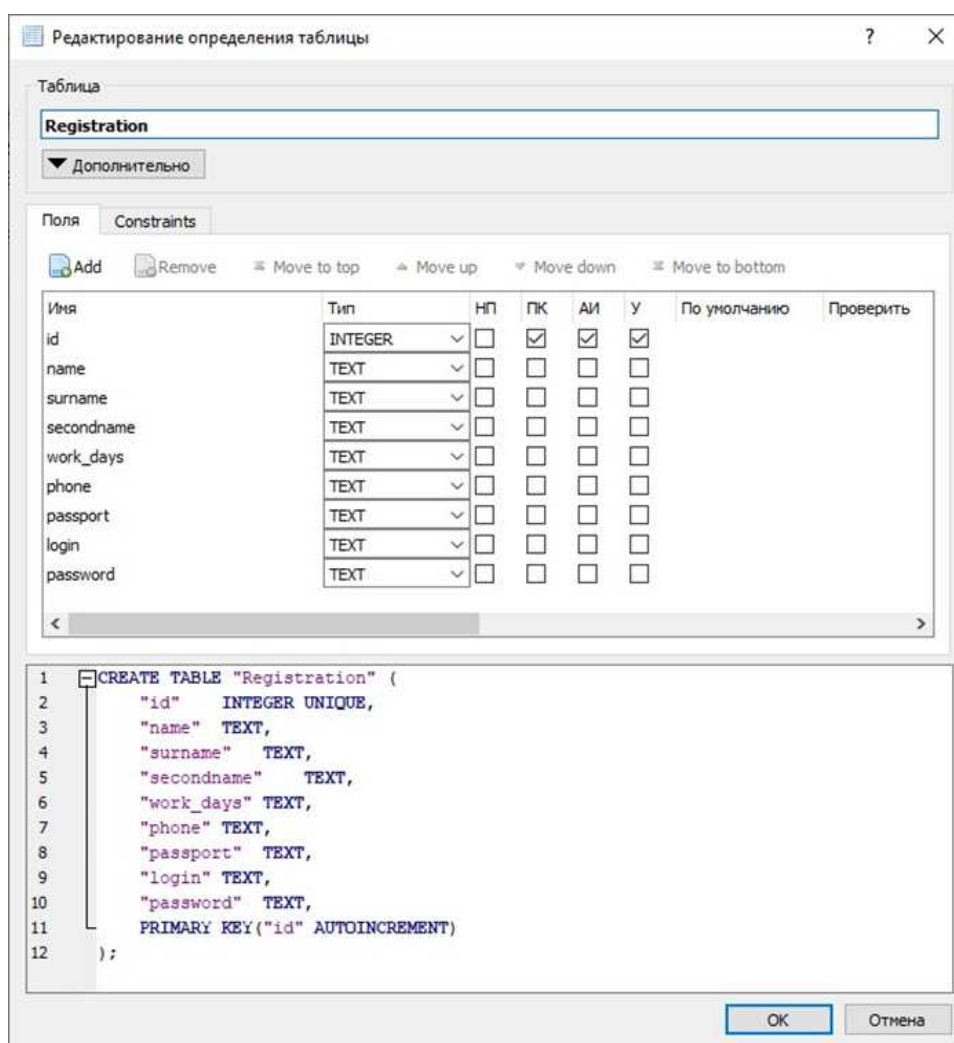 Редактирование определения таблицы ? ×
Таблица
Registration
Дополнительно
Поля Constraints
Add Remove Move to top Move up Move down Move to bottom
Имя Тип НП ПК АИ У По умолчанию Проверить
id INTEGER
name TEXT
surname TEXT
secondname TEXT
work_days TEXT
phone TEXT
passport TEXT
login TEXT
password TEXT
1 CREATE TABLE "Registration" (
2 "id" INTEGER UNIQUE,
3 "name" TEXT,
4 "surname" TEXT,
5 "secondname" TEXT,
6 "work_days" TEXT,
7 "phone" TEXT,
8 "passport" TEXT,
9 "login" TEXT,
10 "password" TEXT,
11 PRIMARY KEY("id" AUTOINCREMENT)
12 );
OK Отмена